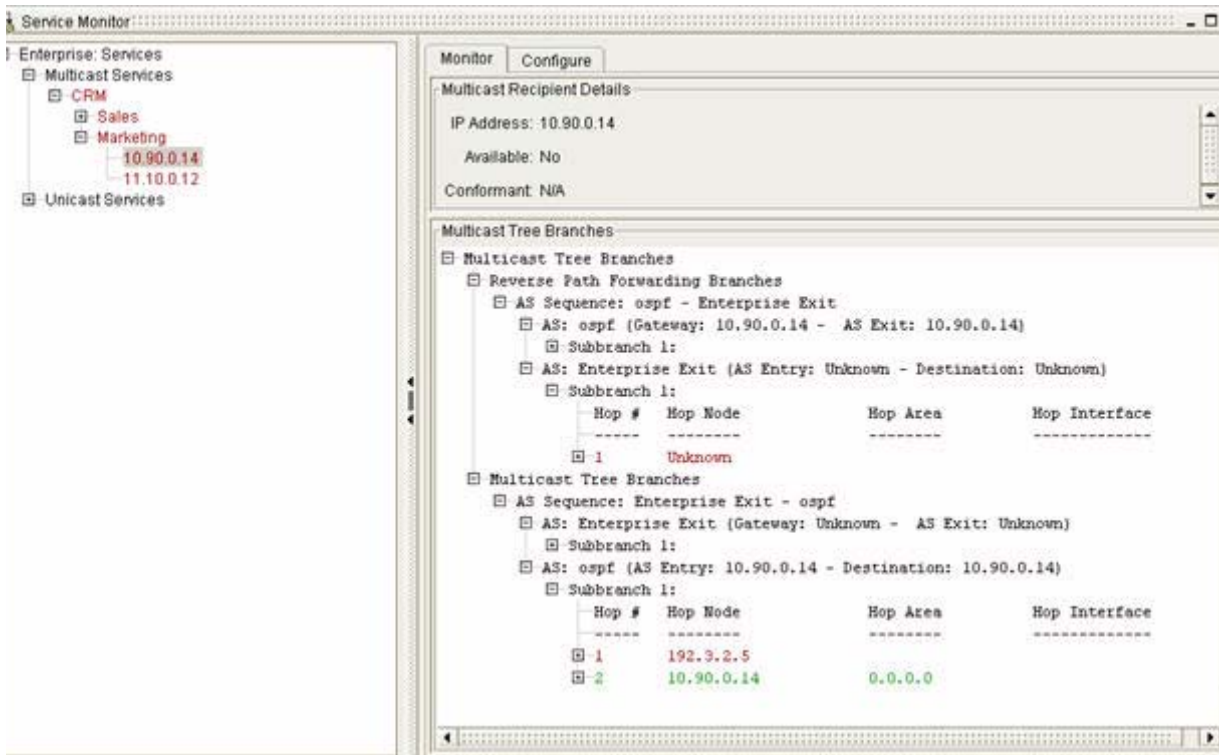 Service Monitor
Enterprise: Services
Multicast Services
CRM
Sales
Marketing
10.90.0.14
11.10.0.12
Unicast Services
Monitor Configure
Multicast Recipient Details
IP Address: 10.90.0.14
Available: No
Conformant: N/A
Multicast Tree Branches
Multicast Tree Branches
Reverse Path Forwarding Branches
AS Sequence: ospf - Enterprise Exit
AS: ospf (Gateway: 10.90.0.14 - AS Exit: 10.90.0.14)
Subbranch 1:
AS: Enterprise Exit (AS Entry: Unknown - Destination: Unknown)
Subbranch 1:
Hop # Hop Node Hop Area Hop Interface
----- -------- -------- -------------
1 Unknown
Multicast Tree Branches
AS Sequence: Enterprise Exit - ospf
AS: Enterprise Exit (Gateway: Unknown - AS Exit: Unknown)
Subbranch 1:
AS: ospf (AS Entry: 10.90.0.14 - Destination: 10.90.0.14)
Subbranch 1:
Hop # Hop Node Hop Area Hop Interface
----- -------- -------- -------------
1 192.3.2.5
2 10.90.0.14 0.0.0.0